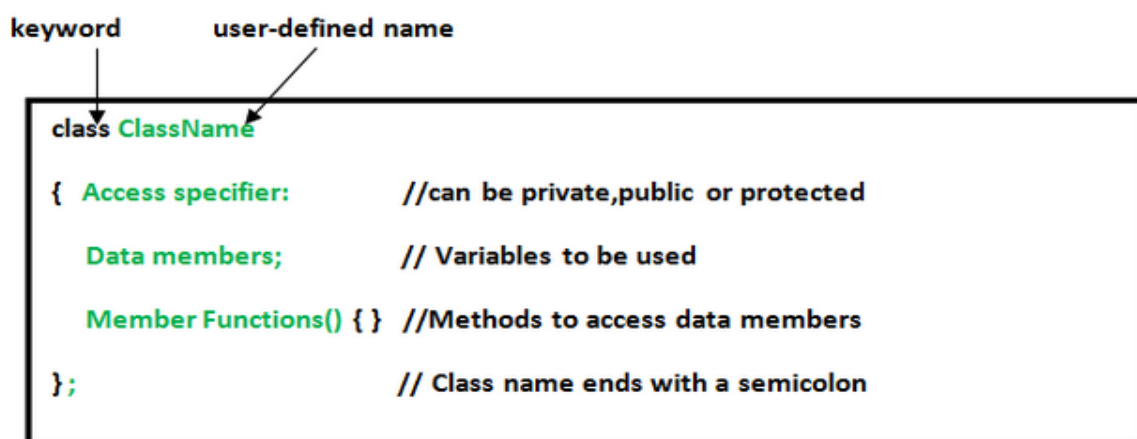 keyword user-defined name
class ClassName
{ Access specifier: //can be private,public or protected
Data members; // Variables to be used
Member Functions() { } //Methods to access data members
} ; // Class name ends with a semicolon